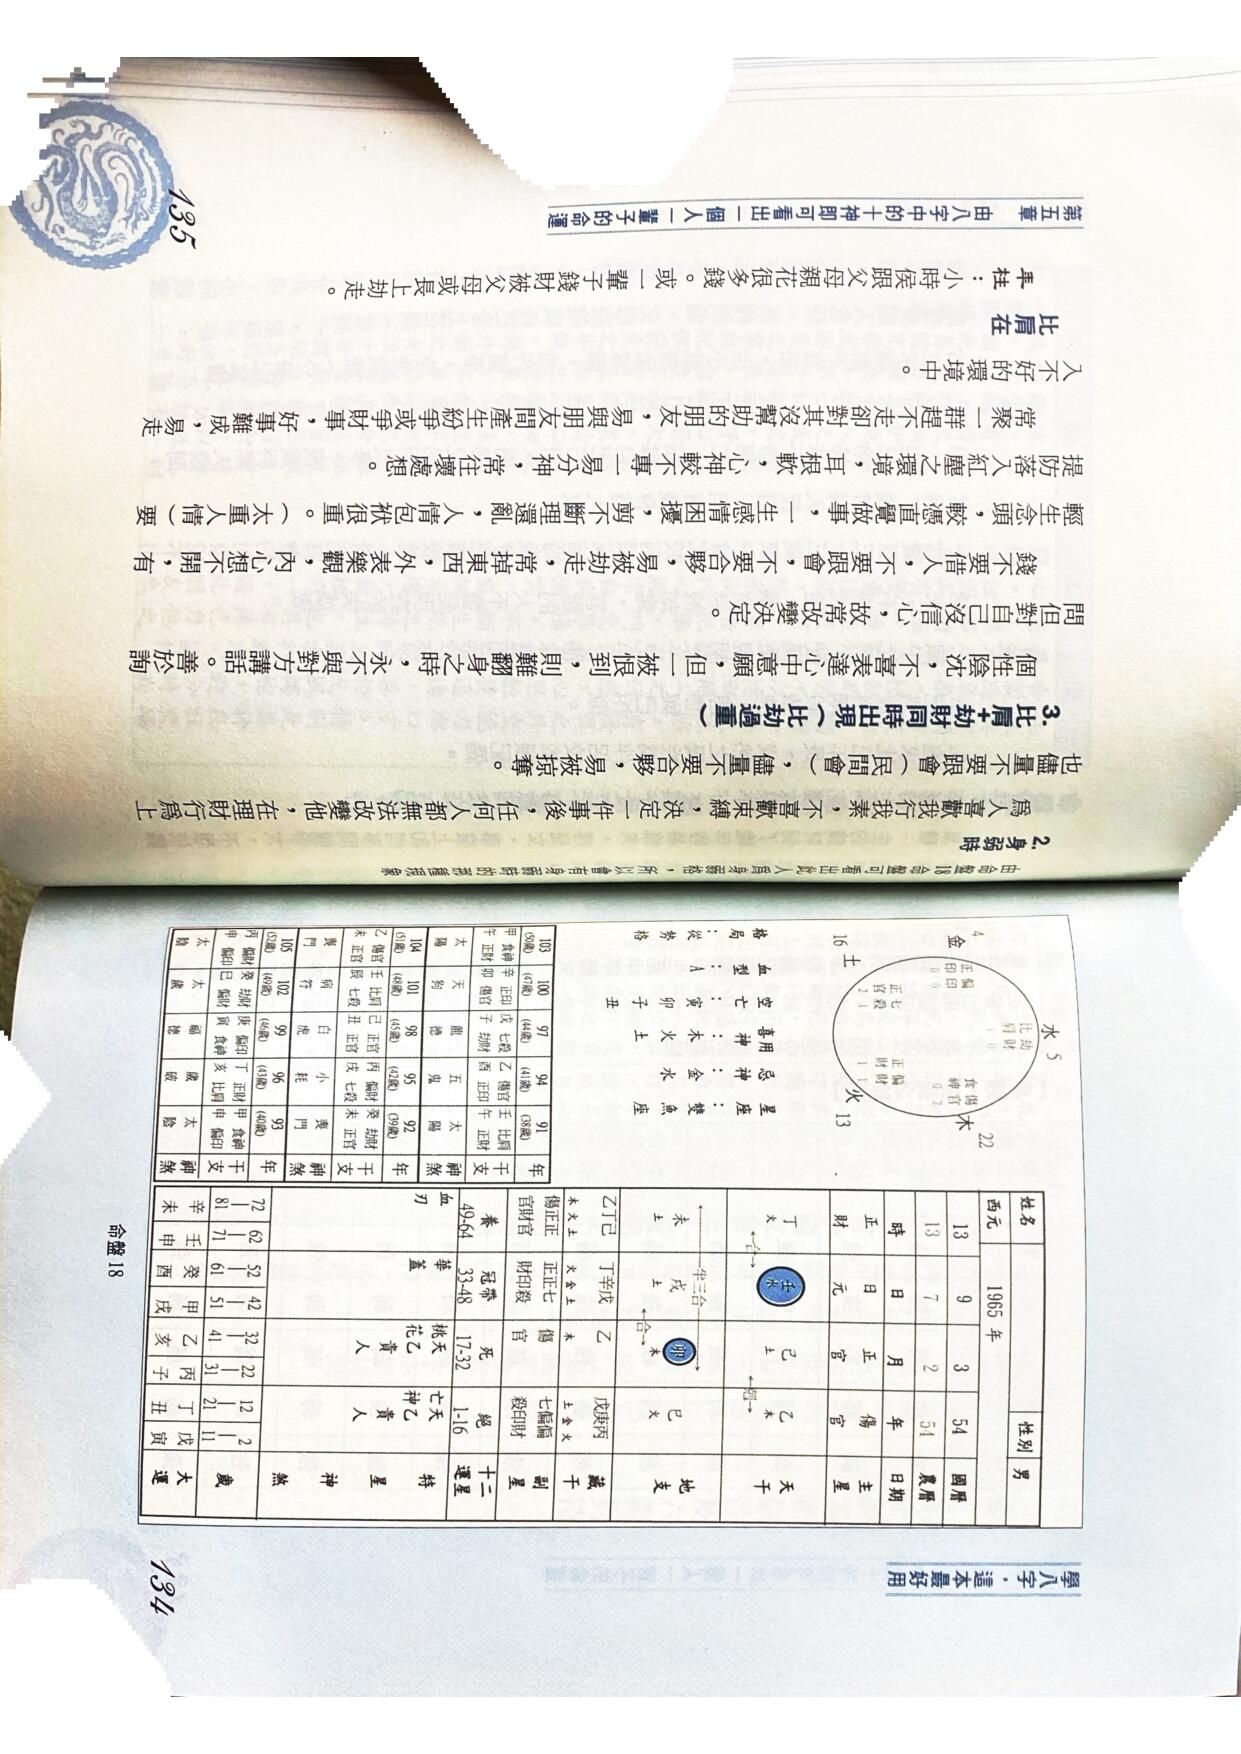 學八字，這本最好用
姓名 性別 男
西元 1965 年
13 9 3 54 國曆
13 7 2 54 農曆
時 日 月 年 日期
正財 日元 正官 傷官 主星
丁火 壬水 己土 乙木 天干
←合→ ←剋→
←半三合→
未土 戌土 卯木 巳火 地支
←合→
乙丁己 丁辛戊 乙 戊庚丙 藏干
木火土 火金土 木 土金火
傷正正 正正七 傷 七偏偏 副星
官財官 財印殺 官 殺印財
養 冠帶 死 絕 十二運星
49-64 33-48 17-32 1-16
血刃 華蓋 桃花 天乙貴人 亡神 天乙貴人 特星神煞
72—81 62—71 52—61 42—51 32—41 22—31 12—21 2—11 歲
辛未 壬申 癸酉 甲戌 乙亥 丙子 丁丑 戊寅 大運
水 5
比肩 1 劫財 0
4 金 正印 0 偏印 0
食神 0 傷官 2 22 木
正官 2 七殺 1 正財 1 偏財 1
16 土 火 13
星座：雙魚座
忌神：金水
喜用神：木火土
空亡：寅卯子丑
血型：A
格局：從勢格
103 100 97 94 91 年
(50歲) (47歲) (44歲) (41歲) (38歲)
甲 食神 辛 正印 戊 七殺 乙 傷官 壬 比肩 干
午 正財 卯 傷官 子 劫財 酉 正印 午 正財 支
太陽 天狗 龍德 五鬼 太陽 神煞
104 101 98 95 92 年
(51歲) (48歲) (45歲) (42歲) (39歲)
乙 傷官 壬 比肩 己 正官 丙 偏財 癸 劫財 干
未 正官 辰 七殺 丑 正官 戌 七殺 未 正官 支
喪門 病符 白虎 小耗 喪門 神煞
105 102 99 96 93 年
(52歲) (49歲) (46歲) (43歲) (40歲)
丙 偏財 癸 劫財 庚 偏印 丁 正財 甲 食神 干
申 偏印 巳 偏財 寅 食神 亥 比肩 申 偏印 支
太陰 太歲 福德 歲破 太陰 神煞
命盤 18
134
由命盤18命盤可看出此人為身弱格，所以會有身弱時的那種現象
2.身弱時
為人喜歡我行我素，不喜歡束縛，決定一件事後，任何人都無法改變他，在理財行為上
也儘量不要跟會（民間會），儘量不要合夥，易被掠奪。
3.比肩+劫財同時出現（比劫過重）
個性陰沈，不喜表達心中意願，但一被恨到，則難翻身之時，永不與對方講話。善於詢
問但對自己沒信心，故常改變決定。
錢不要借人，不要跟會，不要合夥，易被劫走，常掉東西，外表樂觀，內心想不開，有
輕生念頭，較憑直覺做事，一生感情困擾，剪不斷理還亂，人情包袱很重。（太重人情）要
提防落入紅塵之環境，耳根軟，心神較不專一易分神，常往壞處想。
常聚一群趕不走卻對其沒幫助的朋友，易與朋友間產生紛爭或爭財事，好事難成，易走
入不好的環境中。
比肩在
年柱：小時侯跟父母親花很多錢。或一輩子錢財被父母或長上劫走。
第五章 由八字中的十神即可看出一個人一輩子的命運
135